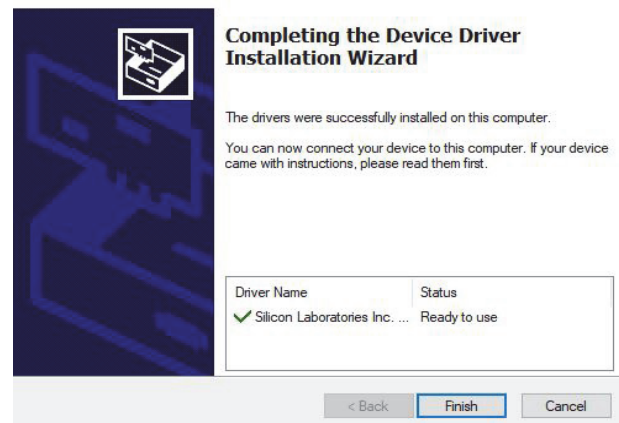 Completing the Device Driver
Installation Wizard
The drivers were successfully installed on this computer.
You can now connect your device to this computer. If your device
came with instructions, please read them first.
Driver Name Status
Silicon Laboratories Inc. ... Ready to use
< Back Finish Cancel